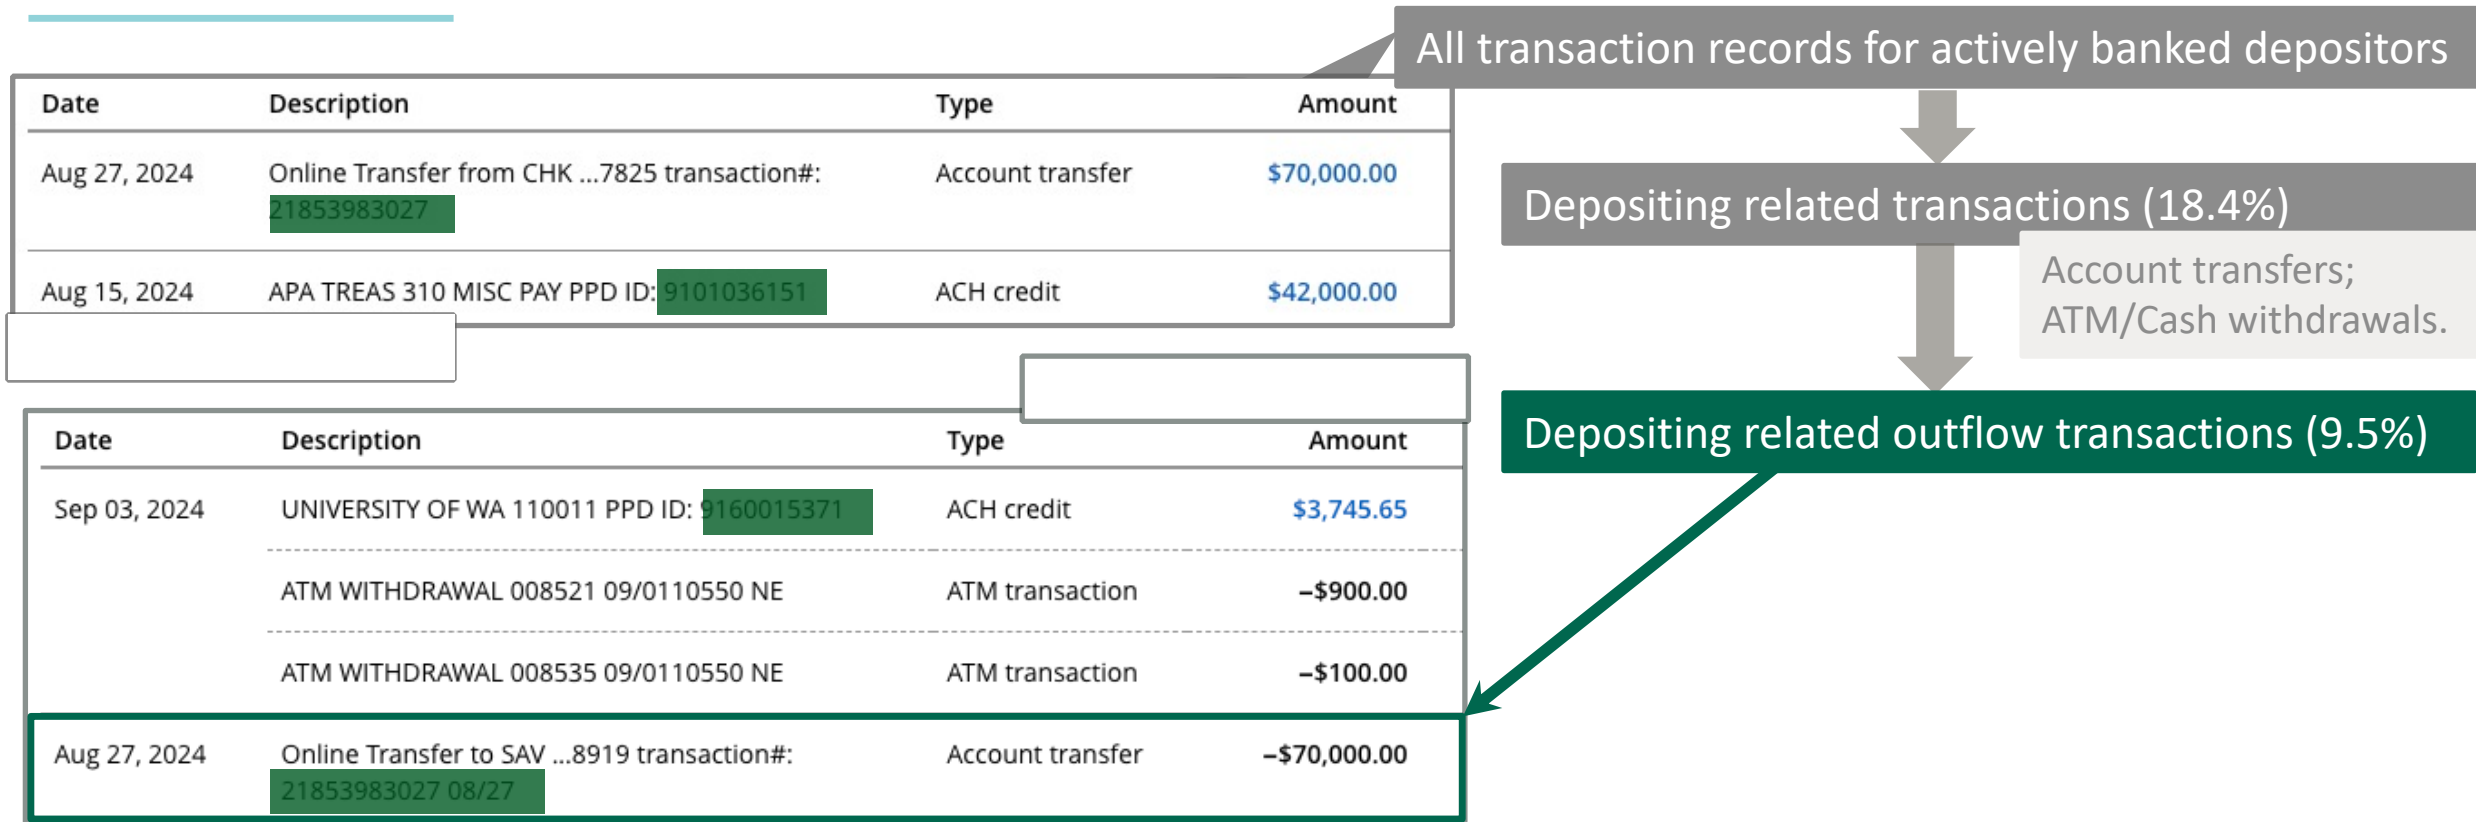 All transaction records for actively banked depositors
Date Description Type Amount
Aug 27, 2024 Online Transfer from CHK ...7825 transaction#: Account transfer $70,000.00
21853983027
Aug 15, 2024 APA TREAS 310 MISC PAY PPD ID: 9101036151 ACH credit $42,000.00
Depositing related transactions (18.4%)
Account transfers;
ATM/Cash withdrawals.
Depositing related outflow transactions (9.5%)
Date Description Type Amount
Sep 03, 2024 UNIVERSITY OF WA 110011 PPD ID: 9160015371 ACH credit $3,745.65
ATM WITHDRAWAL 008521 09/0110550 NE ATM transaction –$900.00
ATM WITHDRAWAL 008535 09/0110550 NE ATM transaction –$100.00
Aug 27, 2024 Online Transfer to SAV ...8919 transaction#: Account transfer –$70,000.00
21853983027 08/27